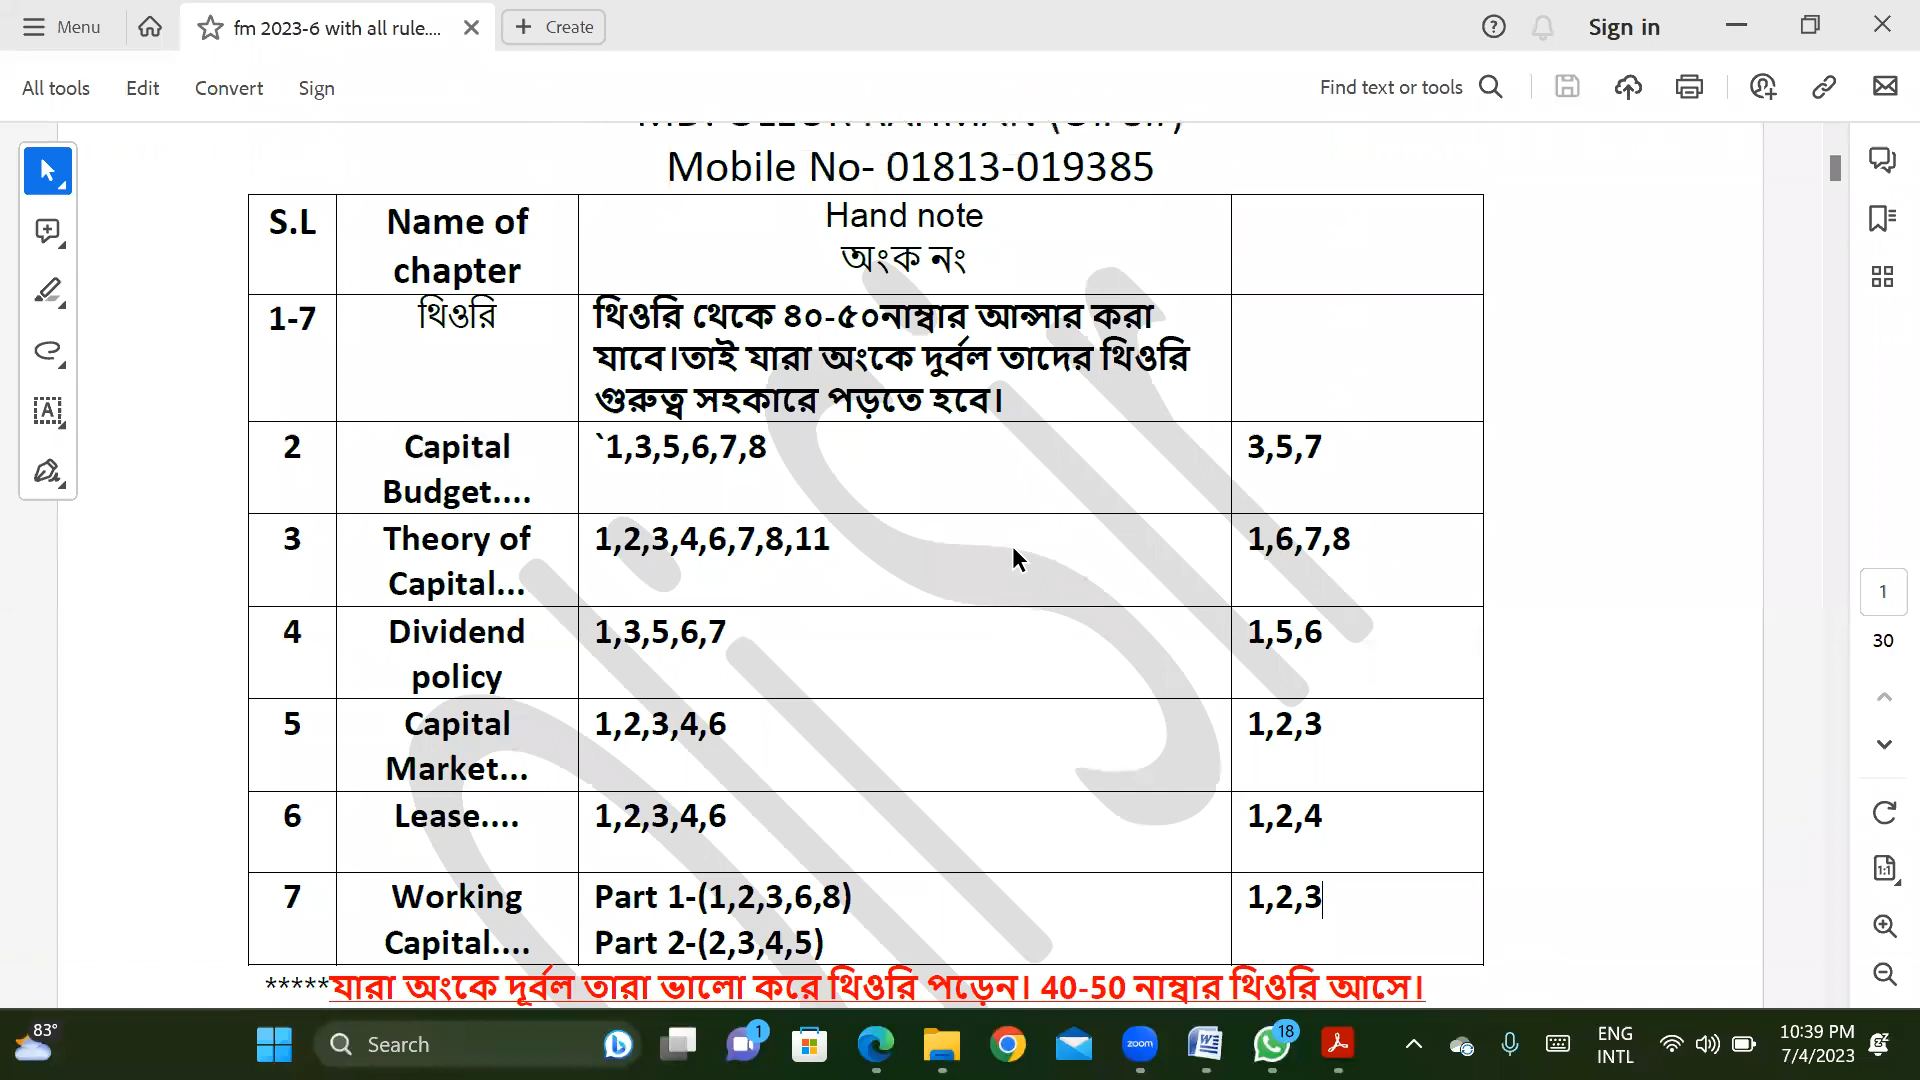 Menu
fm 2023-6 with all rule....
Create
Sign in
All tools
Edit
Convert
Sign
Find text or tools
Mobile No- 01813-019385
S.L
Name of chapter
Hand note
অংক নং
1-7
থিওরি
থিওরি থেকে ৪০-৫০নাম্বার আন্সার করা
যাবে।তাই যারা অংকে দুর্বল তাদের থিওরি
গুরুত্ব সহকারে পড়তে হবে।
2
Capital
Budget....
`1,3,5,6,7,8
3,5,7
3
Theory of
Capital...
1,2,3,4,6,7,8,11
1,6,7,8
4
Dividend
policy
1,3,5,6,7
1,5,6
5
Capital
Market...
1,2,3,4,6
1,2,3
6
Lease....
1,2,3,4,6
1,2,4
7
Working
Capital....
Part 1-(1,2,3,6,8)
Part 2-(2,3,4,5)
1,2,3
*****যারা অংকে দূর্বল তারা ভালো করে থিওরি পড়েন। 40-50 নাম্বার থিওরি আসে।
1
30
1:1
83°
Search
1
zoom
18
ENG
INTL
10:39 PM
7/4/2023